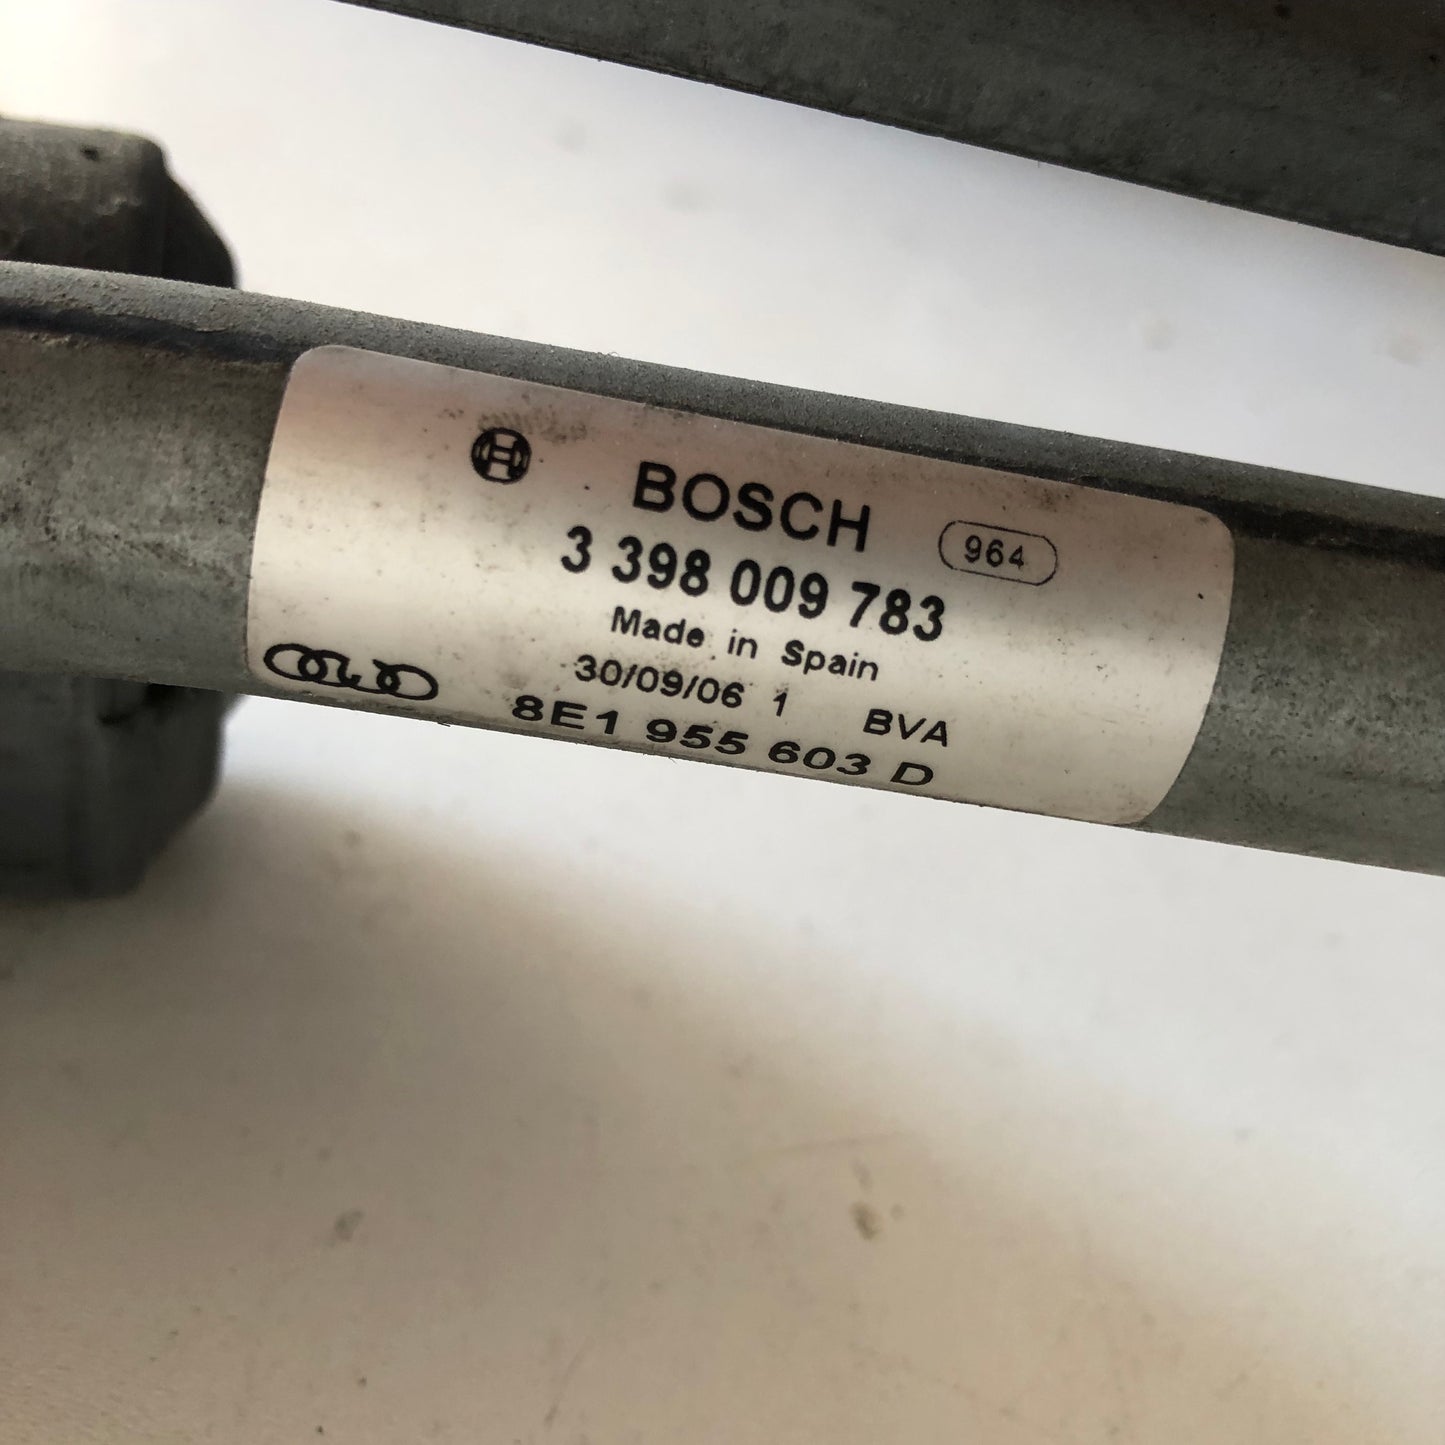 BOSCH
964
3 398 009 783
Made in Spain
30/09/06 1 BVA
8E1 955 603 D